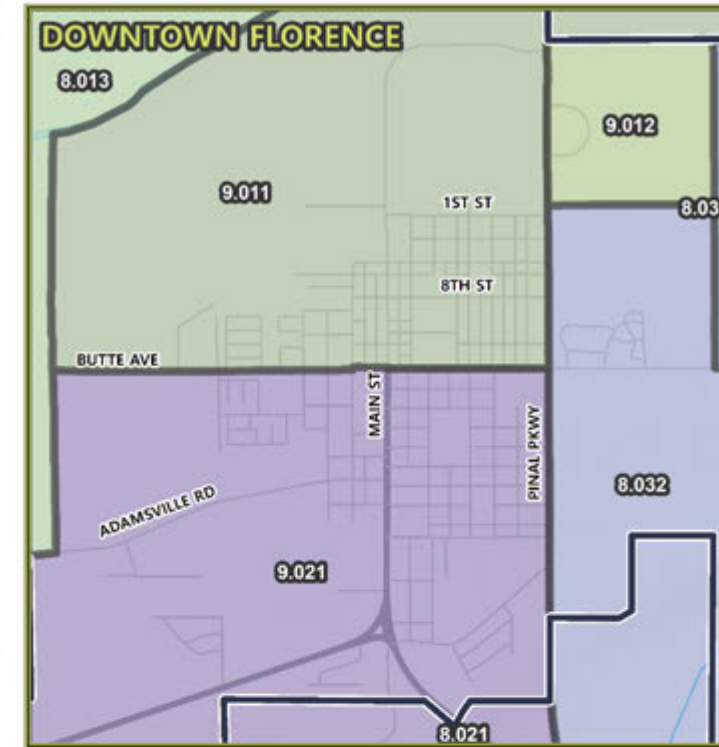 DOWNTOWN FLORENCE
8.013
9.012
9.011
1ST ST
8.03
8TH ST
BUTTE AVE
MAIN ST
PINAL PKWY
8.032
ADAMSVILLE RD
9.021
8.021